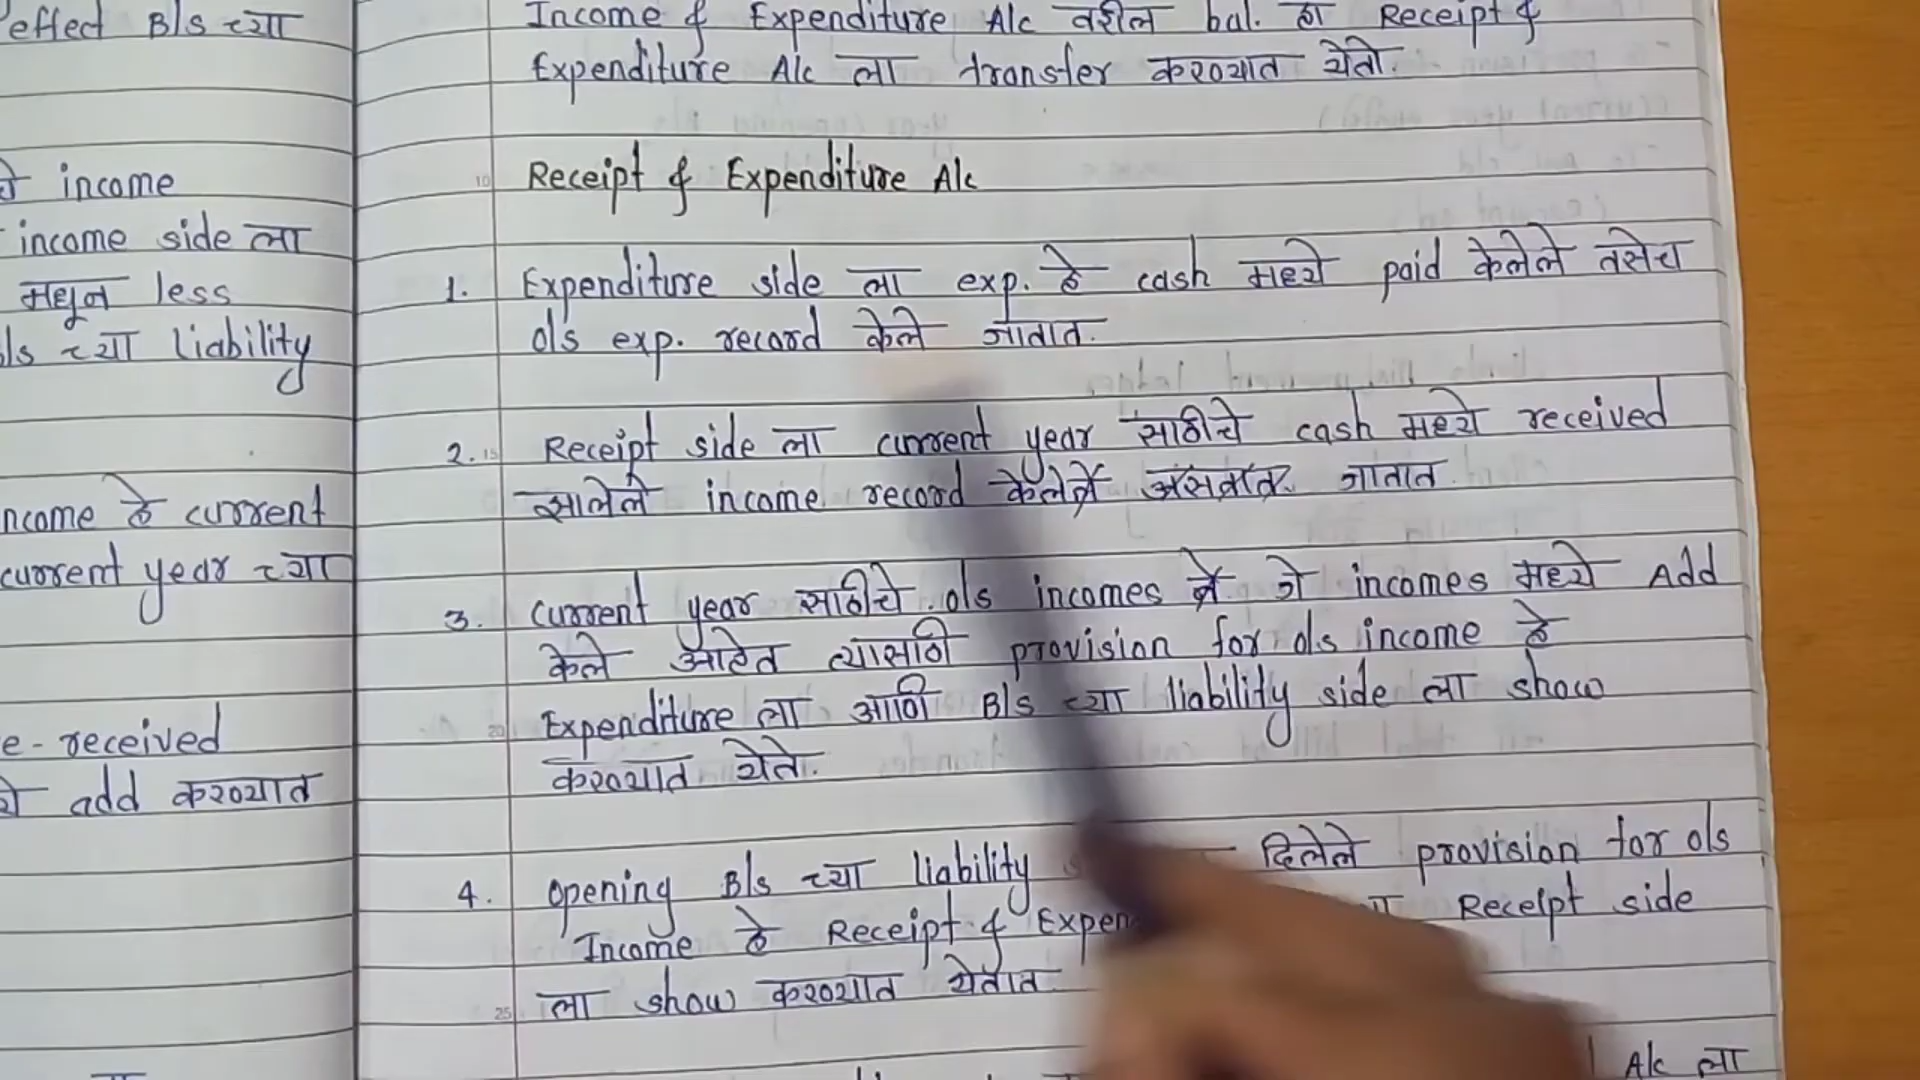 effect B/s च्या
income
income side ला
मधून less
च्या liability
income हे current
current year च्या
received
add करण्यात
Income & Expenditure A/c वरील bal. हा Receipt &
Expenditure A/c ला transfer करण्यात येतो.
Receipt & Expenditure A/c
1. Expenditure side ला exp. हे cash मध्ये paid केलेले तसेच
o/s exp. record केले जातात.
2. Receipt side ला current year साठीचे cash मध्ये received
झालेले income record जातात
3. current year साठीचे o/s incomes जे incomes मध्ये Add
केले आहेत त्यासाठी provision for o/s income हे
Expenditure ला आणि B/s च्या liability side ला show
करण्यात येते.
4. opening B/s च्या liability दिलेले provision for o/s
Income हे Receipt & Receipt side
ला show करण्यात येतात
A/c ला